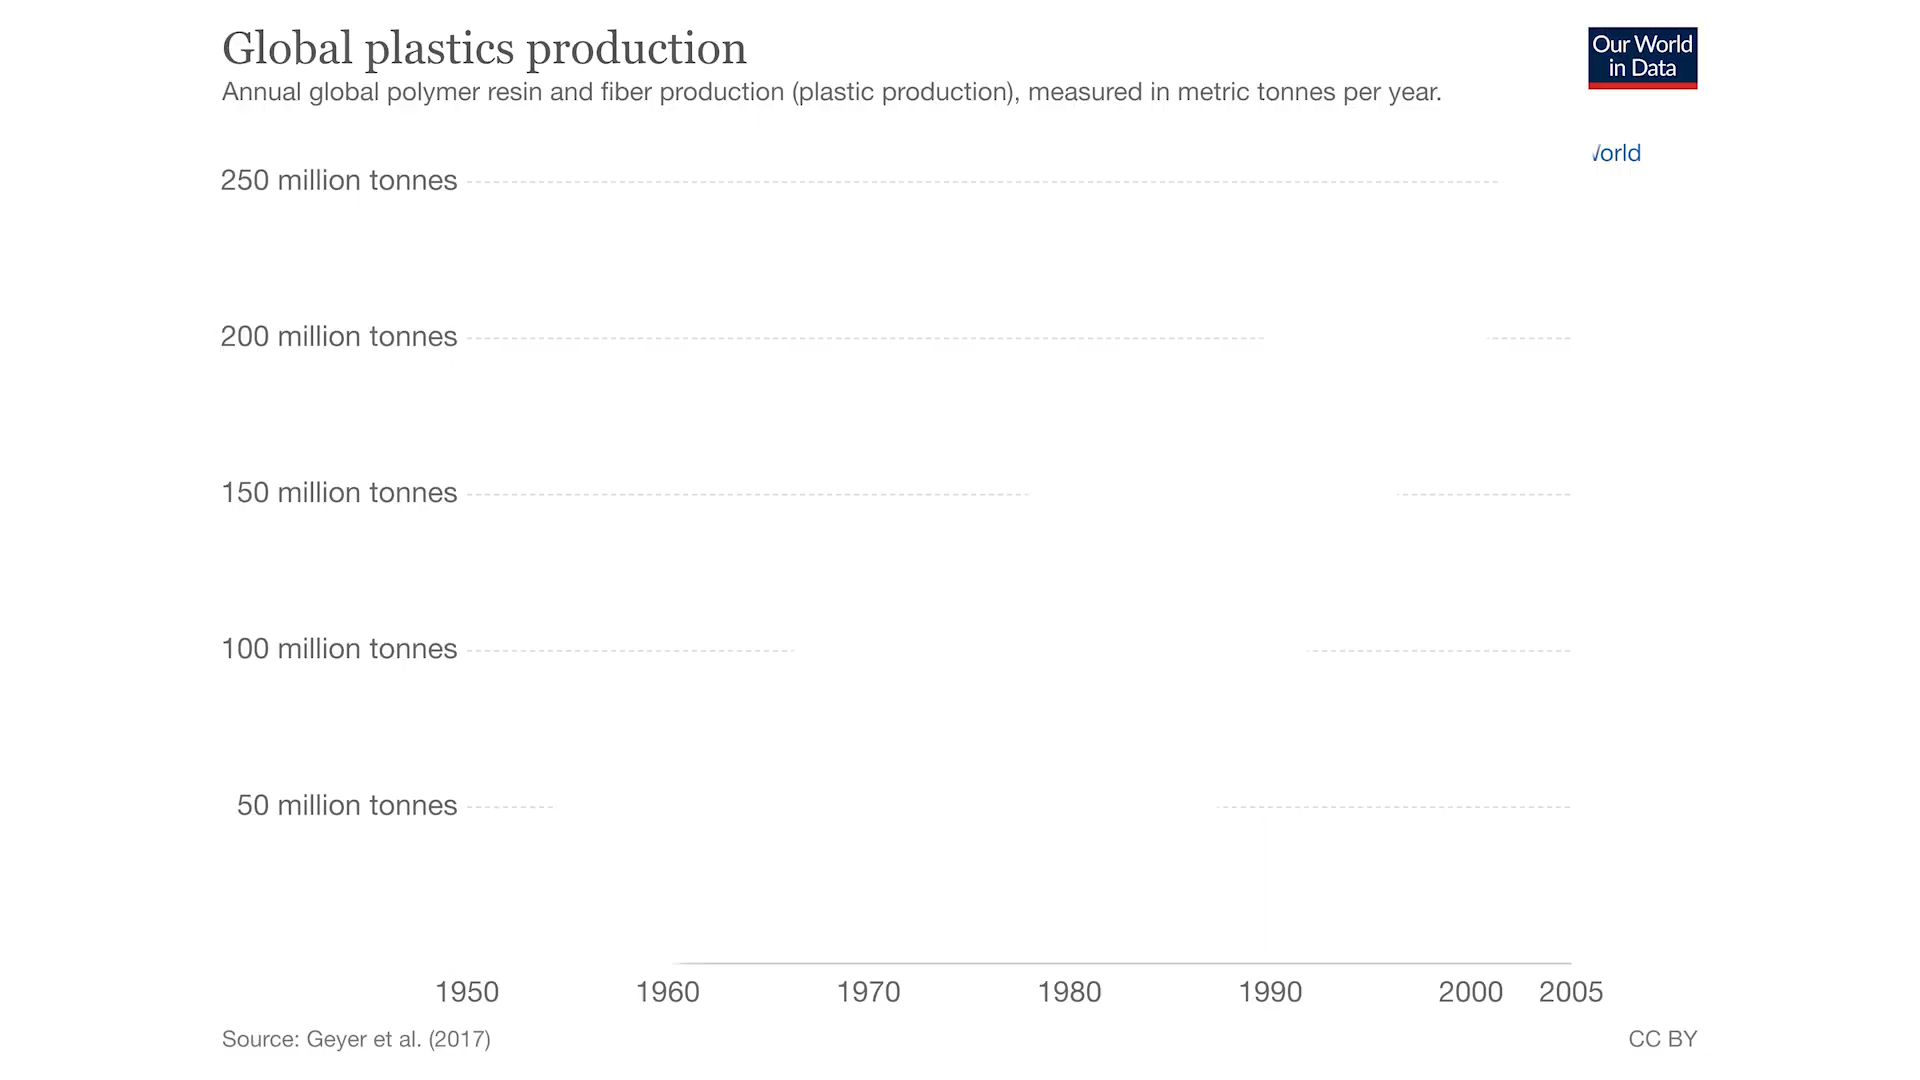 Global plastics production
Annual global polymer resin and fiber production (plastic production), measured in metric tonnes per year.
Our World
in Data
orld
250 million tonnes
200 million tonnes
150 million tonnes
100 million tonnes
50 million tonnes
1950 1960 1970 1980 1990 2000 2005
Source: Geyer et al. (2017)
CC BY